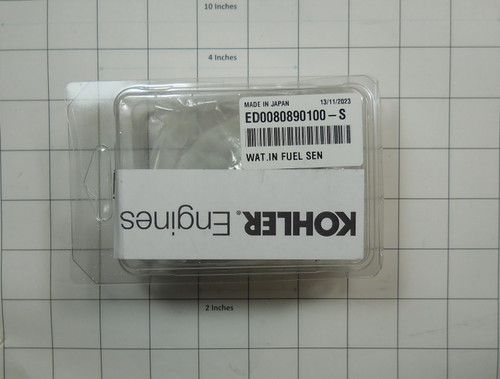 10 Inches
4 Inches
MADE IN JAPAN 13/11/2023
ED0080890100-S
WAT.IN FUEL SEN
KOHLER. Engines
2 Inches